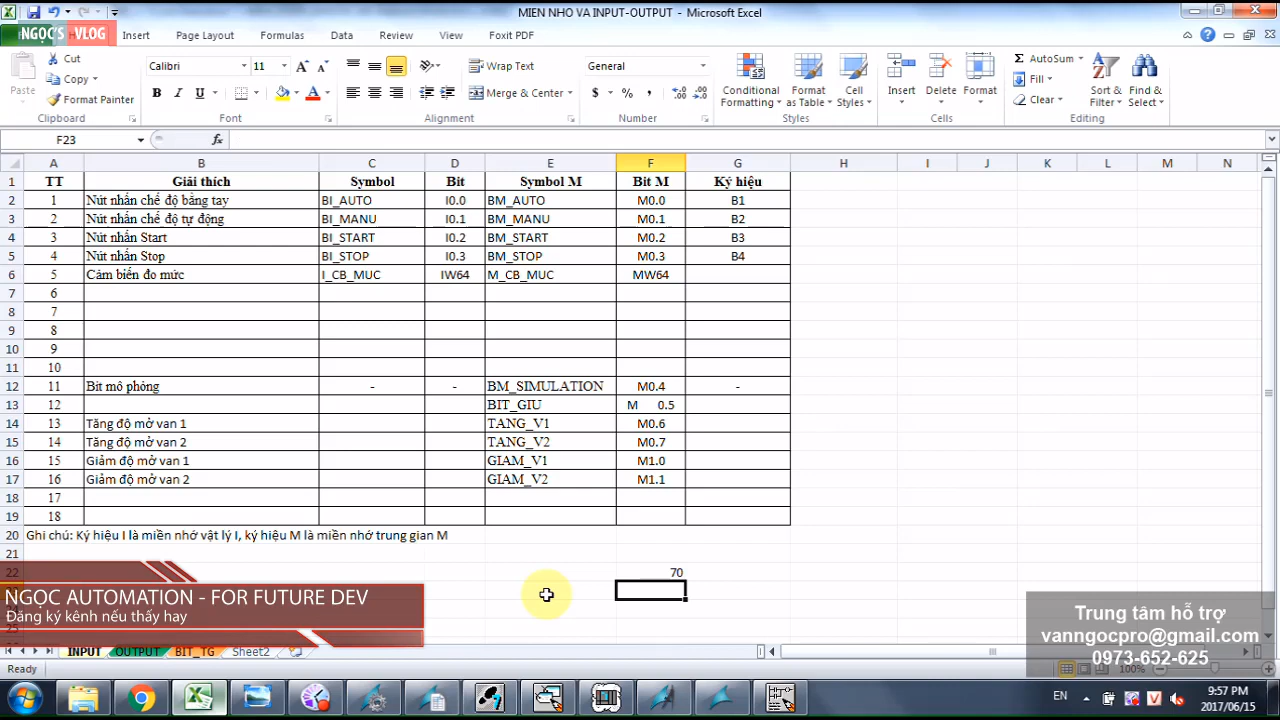 MIEN NHO VA INPUT-OUTPUT - Microsoft Excel
NGỌC'S VLOG
Insert Page Layout Formulas Data Review View Foxit PDF
Paste
Cut
Copy
Format Painter
Clipboard
Calibri 11
B I U
Font
Wrap Text
Merge & Center
Alignment
General
$ % ,
Number
Conditional Formatting
Format as Table
Cell Styles
Styles
Insert Delete Format
Cells
AutoSum
Fill
Clear
Sort & Filter
Find & Select
Editing
F23 fx
A B C D E F G H I J K L M N
1 TT Giải thích Symbol Bit Symbol M Bit M Ký hiệu
2 1 Nút nhấn chế độ bằng tay BI_AUTO I0.0 BM_AUTO M0.0 B1
3 2 Nút nhấn chế độ tự động BI_MANU I0.1 BM_MANU M0.1 B2
4 3 Nút nhấn Start BI_START I0.2 BM_START M0.2 B3
5 4 Nút nhấn Stop BI_STOP I0.3 BM_STOP M0.3 B4
6 5 Cảm biến đo mức I_CB_MUC IW64 M_CB_MUC MW64
7 6
8 7
9 8
10 9
11 10
12 11 Bit mô phỏng - - BM_SIMULATION M0.4 -
13 12 BIT_GIU M 0.5
14 13 Tăng độ mở van 1 TANG_V1 M0.6
15 14 Tăng độ mở van 2 TANG_V2 M0.7
16 15 Giảm độ mở van 1 GIAM_V1 M1.0
17 16 Giảm độ mở van 2 GIAM_V2 M1.1
18 17
19 18
20 Ghi chú: Ký hiệu I là miền nhớ vật lý I, ký hiệu M là miền nhớ trung gian M
21
22 70
NGỌC AUTOMATION - FOR FUTURE DEV
Đăng ký kênh nếu thấy hay
Trung tâm hỗ trợ
vanngocpro@gmail.com
0973-652-625
INPUT OUTPUT BIT_TG Sheet2
Ready 100%
EN 9:57 PM
2017/06/15